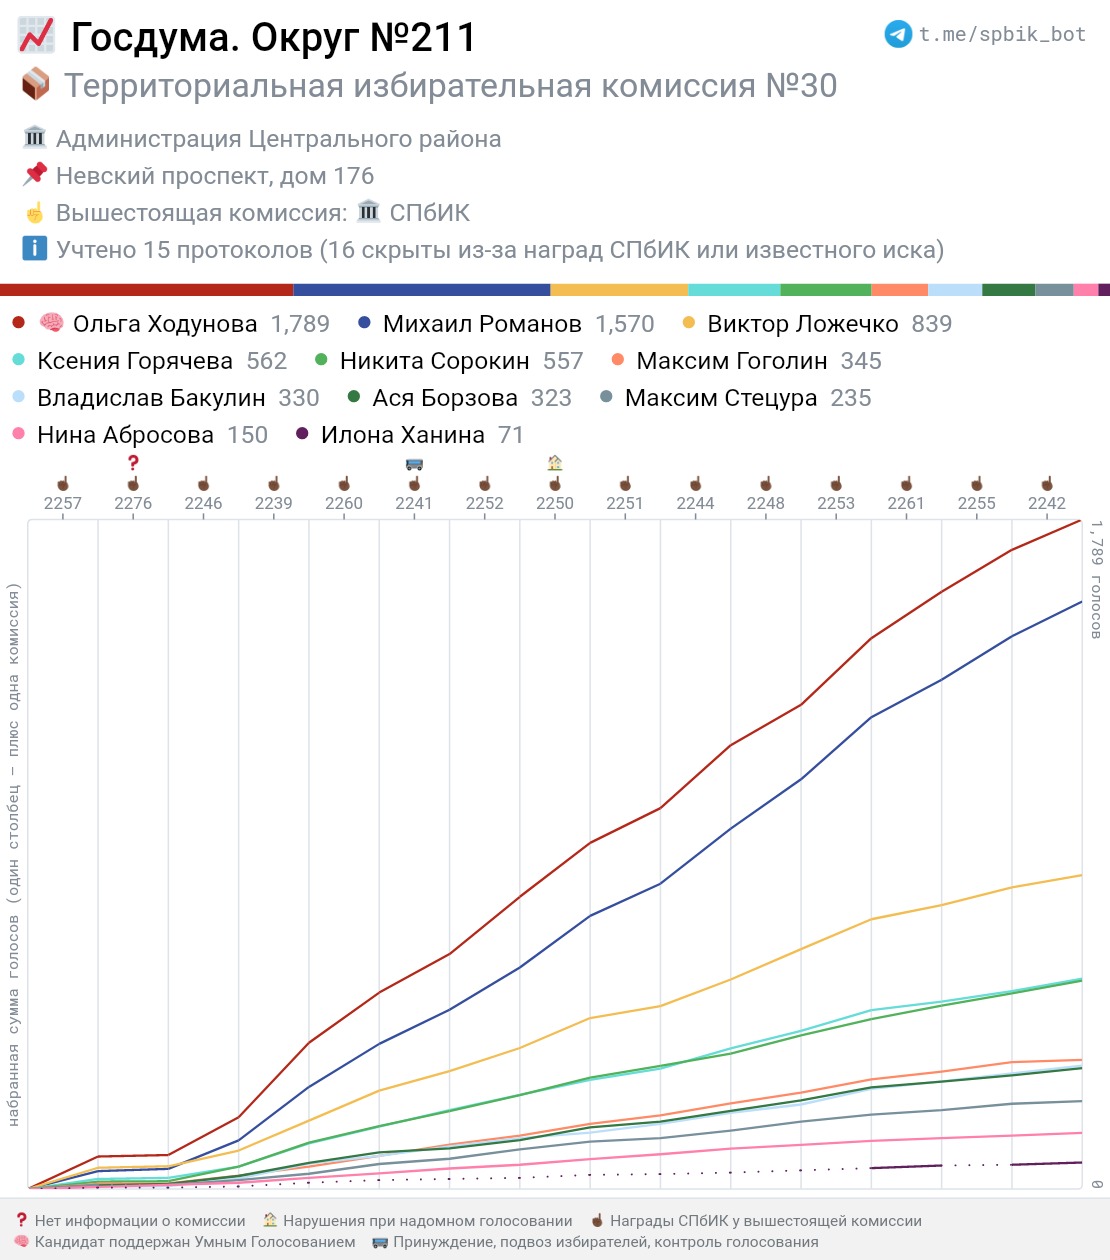 Госдума. Округ №211
t.me/spbik_bot
Территориальная избирательная комиссия №30
Администрация Центрального района
Невский проспект, дом 176
Вышестоящая комиссия: СПбИК
Учтено 15 протоколов (16 скрыты из-за наград СПбИК или известного иска)
Ольга Ходунова 1,789 Михаил Романов 1,570 Виктор Ложечко 839
Ксения Горячева 562 Никита Сорокин 557 Максим Гоголин 345
Владислав Бакулин 330 Ася Борзова 323 Максим Стецура 235
Нина Абросова 150 Илона Ханина 71
2257 2276 2246 2239 2260 2241 2252 2250 2251 2244 2248 2253 2261 2255 2242
набранная сумма голосов (один столбец — плюс одна комиссия)
1,789 голосов
0
Нет информации о комиссии Нарушения при надомном голосовании Награды СПбИК у вышестоящей комиссии
Кандидат поддержан Умным Голосованием Принуждение, подвоз избирателей, контроль голосования